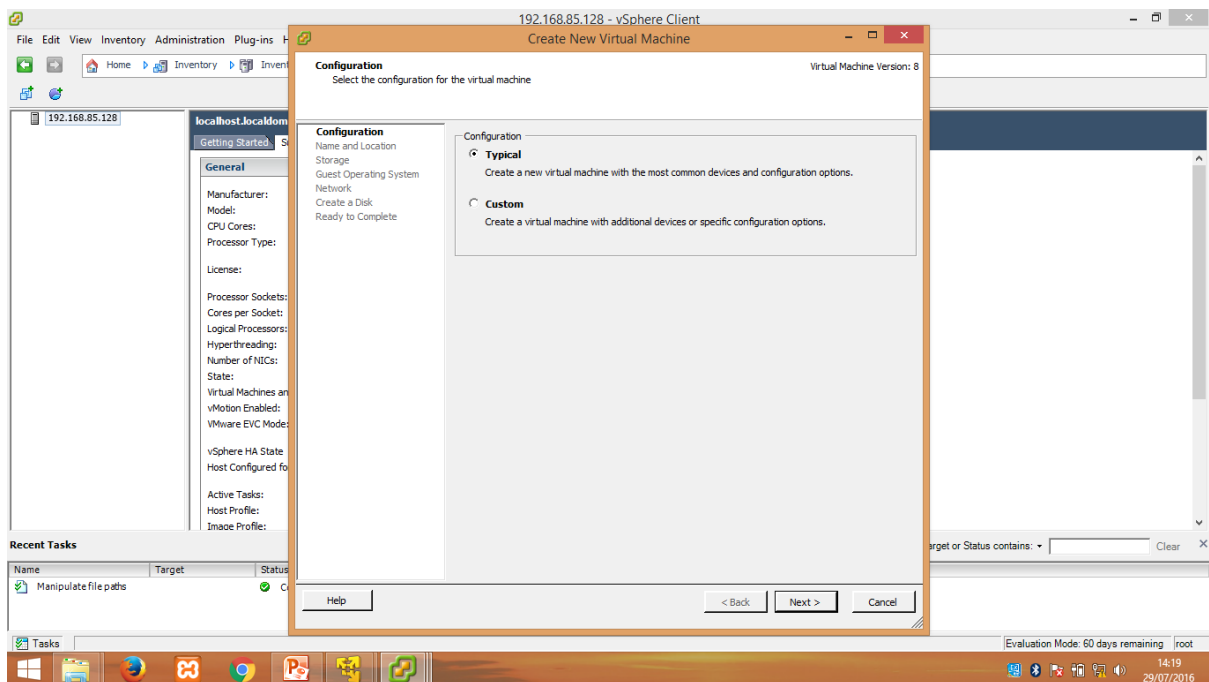 192.168.85.128 - vSphere Client
File Edit View Inventory Administration Plug-ins H
Home Inventory Invent
192.168.85.128
localhost.localdom
Getting Started
General
Manufacturer:
Model:
CPU Cores:
Processor Type:
License:
Processor Sockets:
Cores per Socket:
Logical Processors:
Hyperthreading:
Number of NICs:
State:
Virtual Machines an
vMotion Enabled:
VMware EVC Mode:
vSphere HA State
Host Configured fo
Active Tasks:
Host Profile:
Image Profile:
Create New Virtual Machine
Configuration
Virtual Machine Version: 8
Select the configuration for the virtual machine
Configuration
Name and Location
Storage
Guest Operating System
Network
Create a Disk
Ready to Complete
Configuration
Typical
Create a new virtual machine with the most common devices and configuration options.
Custom
Create a virtual machine with additional devices or specific configuration options.
Help
< Back
Next >
Cancel
Recent Tasks
arget or Status contains:
Clear
Name Target Status
Manipulate file paths
Tasks
Evaluation Mode: 60 days remaining root
14:19
29/07/2016